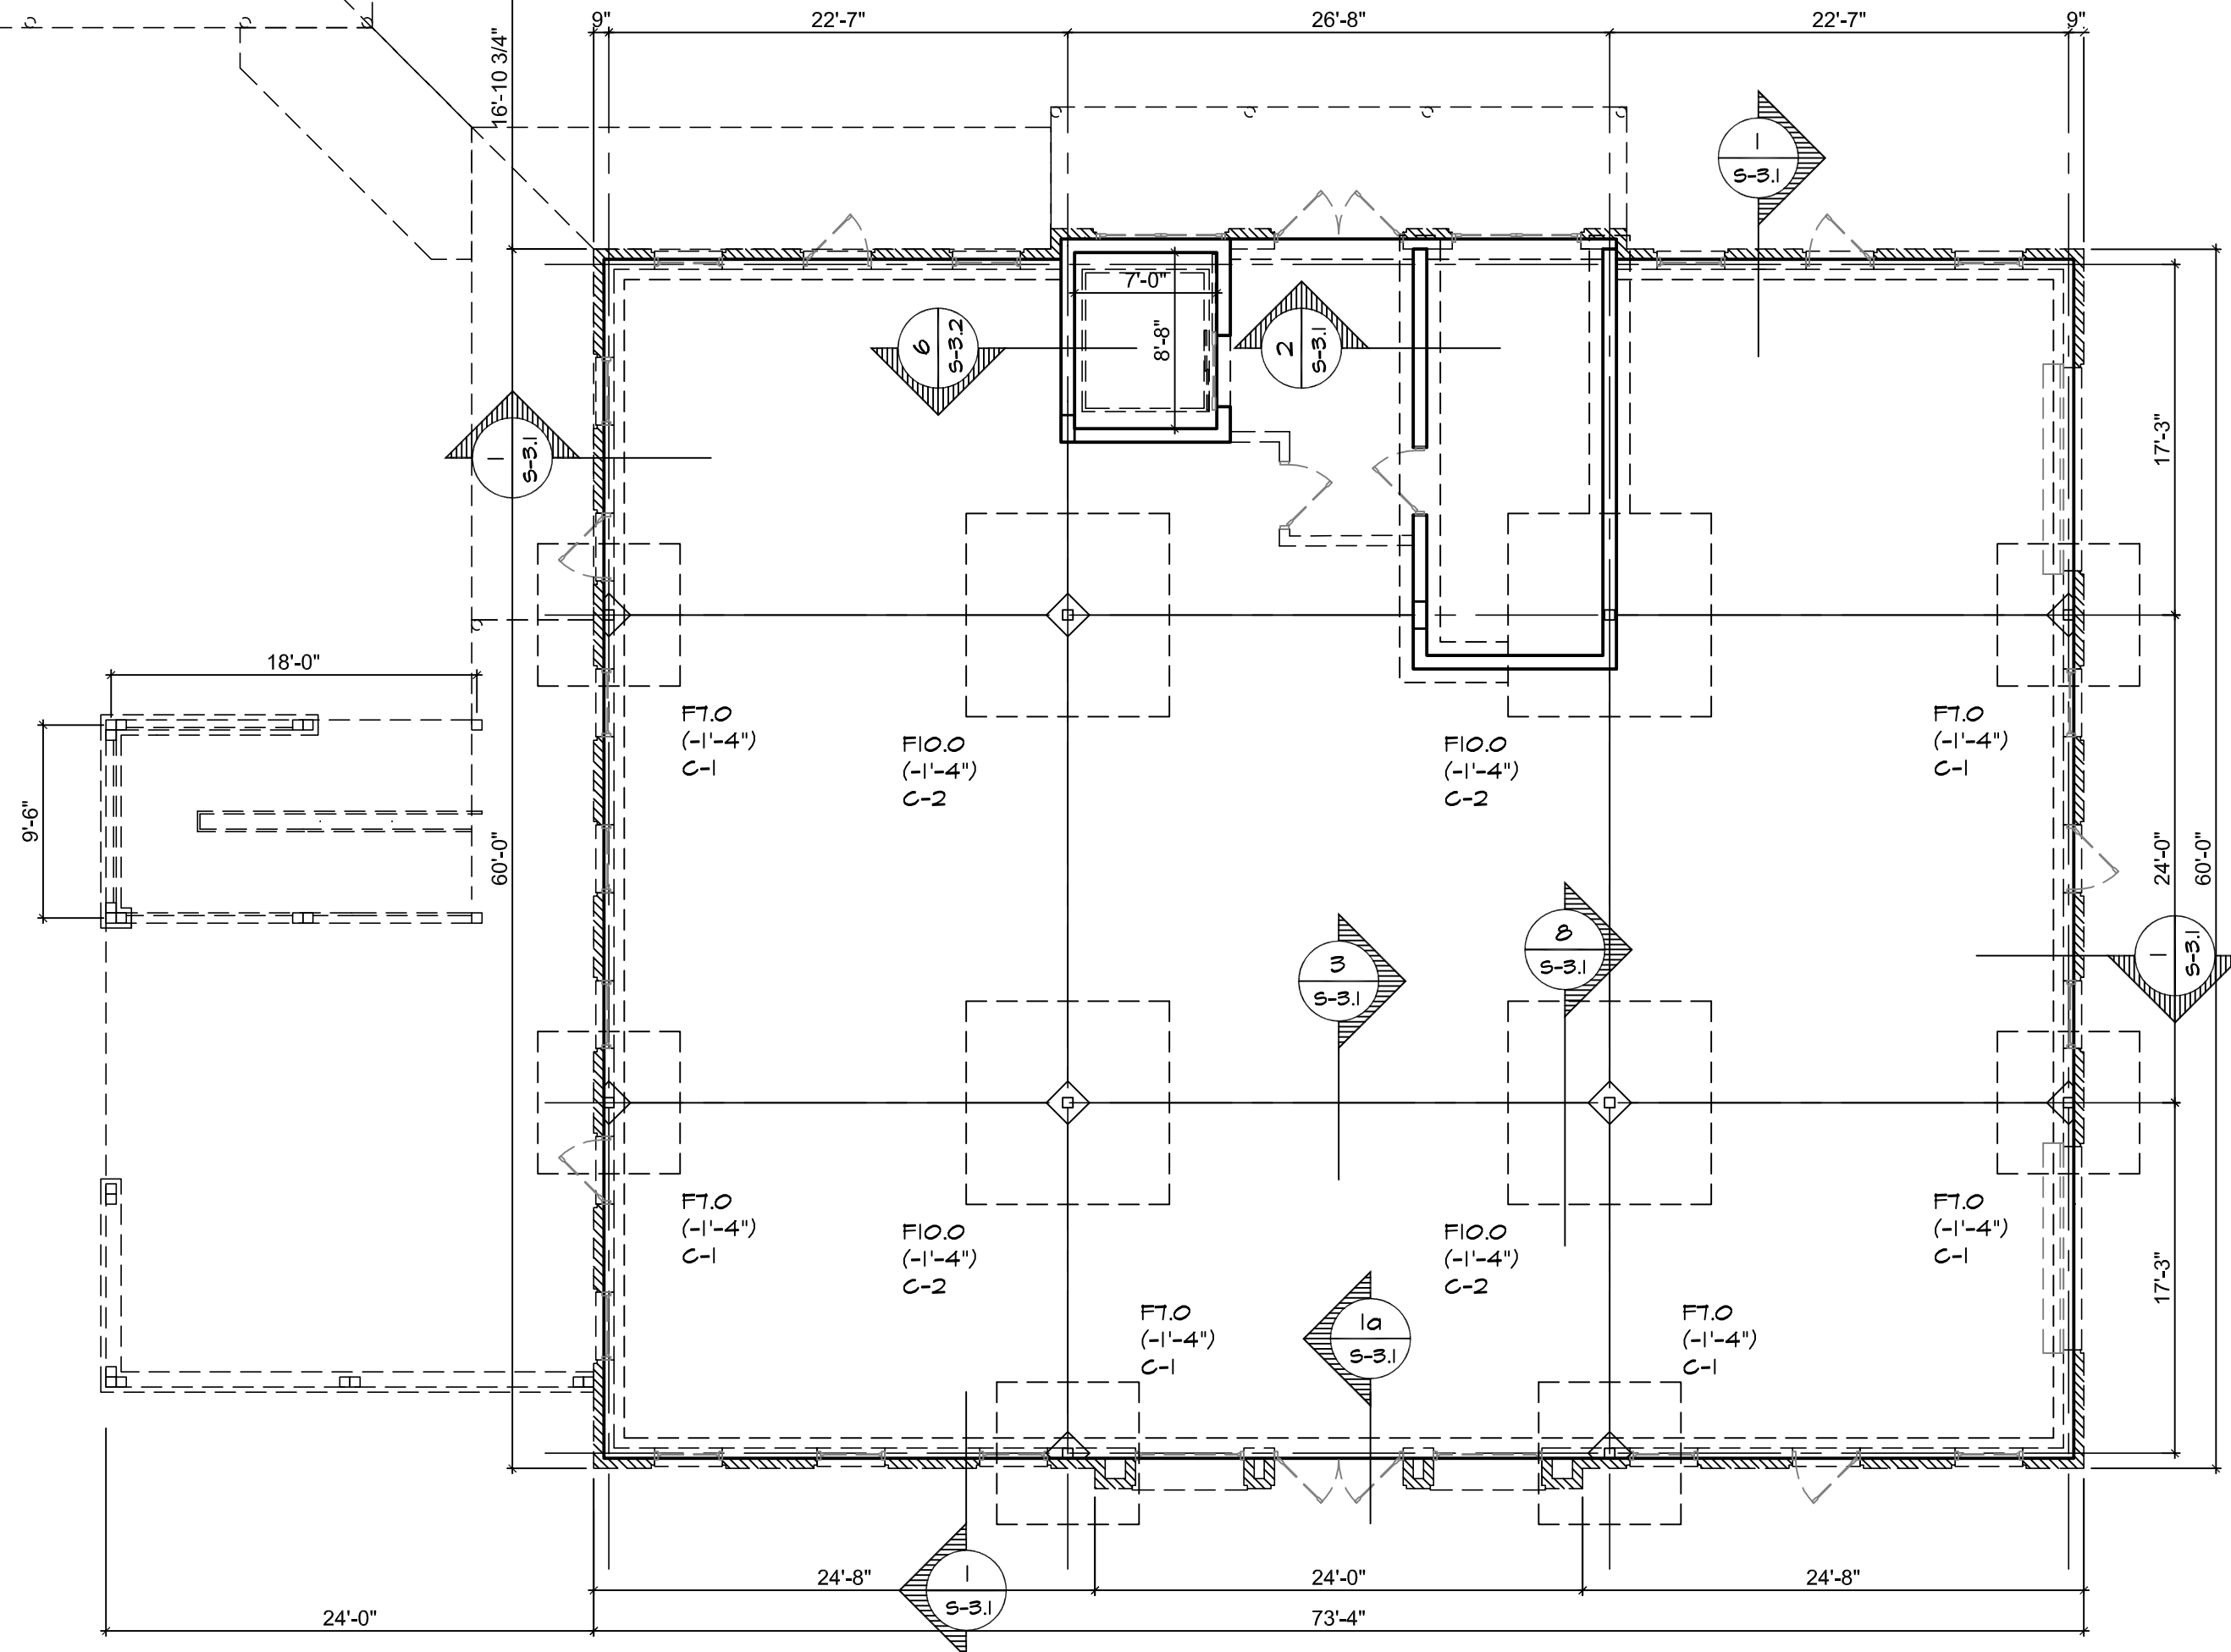 9" 22'-7" 26'-8" 22'-7" 9"
16'-10 3/4"
1
S-3.1
7'-0"
8'-8"
6
S-3.2
2
S-3.1
1
S-3.1
17'-3"
18'-0"
9'-6"
60'-0"
F7.0
(-1'-4")
C-1
F10.0
(-1'-4")
C-2
F10.0
(-1'-4")
C-2
F7.0
(-1'-4")
C-1
24'-0"
60'-0"
3
S-3.1
8
S-3.1
1
S-3.1
F7.0
(-1'-4")
C-1
F10.0
(-1'-4")
C-2
F10.0
(-1'-4")
C-2
F7.0
(-1'-4")
C-1
17'-3"
F7.0
(-1'-4")
C-1
1a
S-3.1
F7.0
(-1'-4")
C-1
1
S-3.1
24'-8" 24'-0" 24'-8"
24'-0" 73'-4"